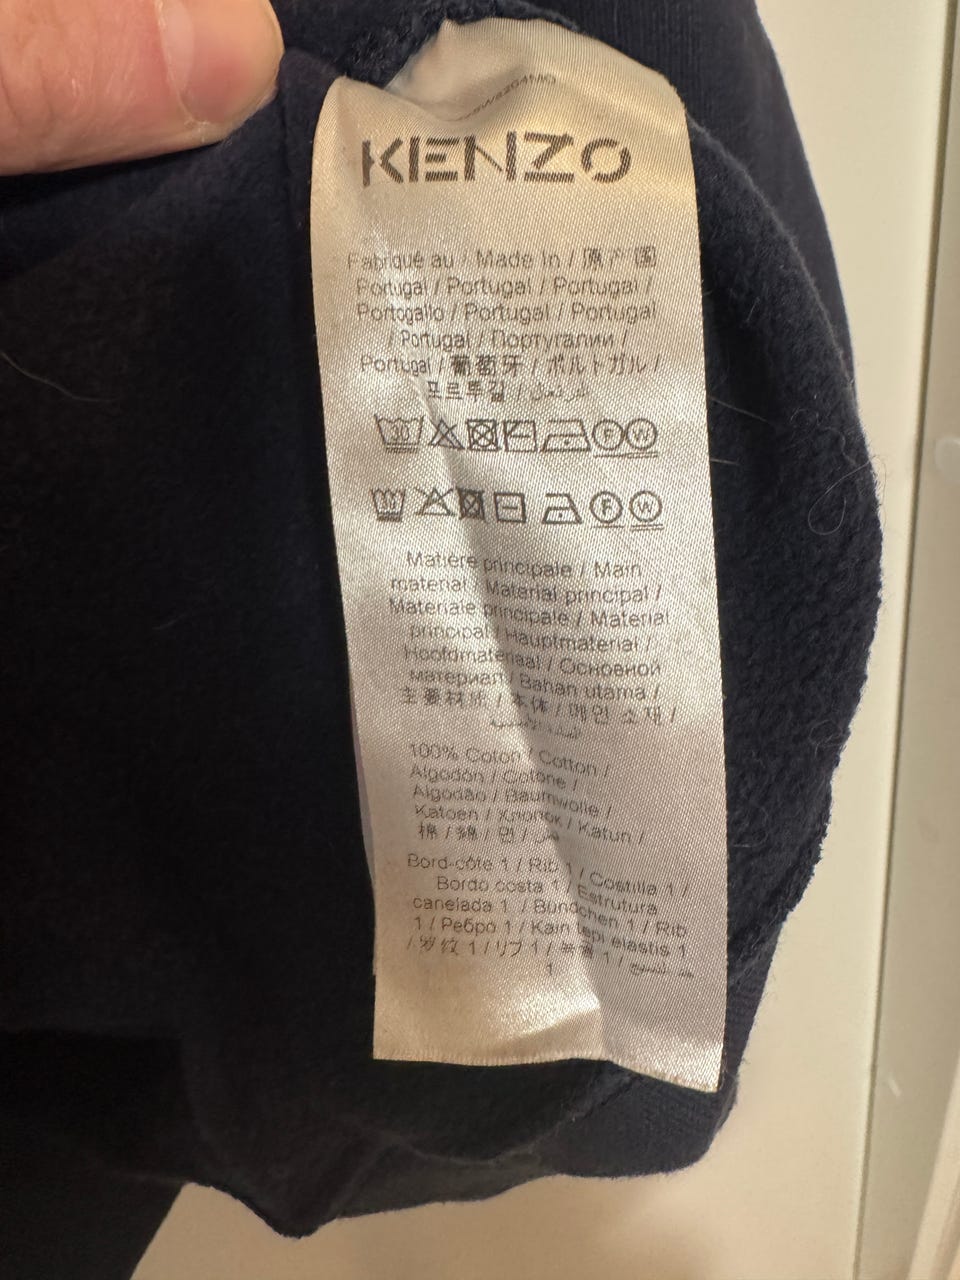 KENZO
Fabriqué au / Made In / 原产国
Portugal / Portugal / Portugal /
Portogallo / Portugal / Portugal
/ Portugal / Португалии /
Portugal / 葡萄牙 / ポルトガル /
포르투갈 /
30
F W
30 F W
Matière principale / Main
material / Material principal /
Materiale principale / Material
principal / Hauptmaterial /
Hoofdmateriaal / Основной
материал / Bahan utama /
主要材质 / 本体 / 메인 소재 /
100% Coton / Cotton /
Algodón / Cotone /
Algodão / Baumwolle /
Katoen / Хлопок / Katun /
棉 / 綿 / 면 /
Bord-côte 1 / Rib 1 / Costilla 1 /
Bordo costa 1 / Estrutura
canelada 1 / Bündchen 1 / Rib
1 / Ребро 1 / Kain tepi elastis 1
/ 罗纹 1 / リブ 1 /
1